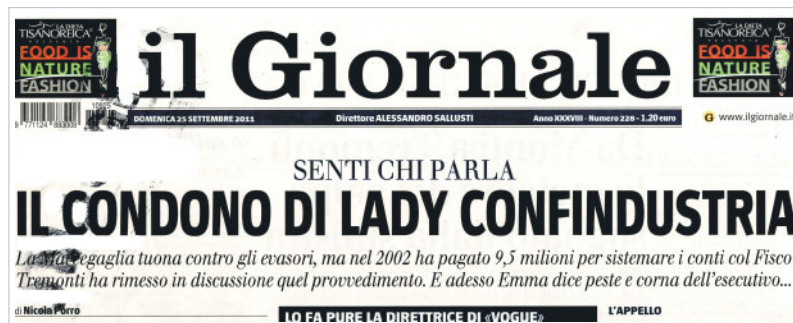 LA DIETA
TISANOREICA
FOOD IS
NATURE
FASHION
il Giornale
LA DIETA
TISANOREICA
FOOD IS
NATURE
FASHION
9 771124 883008
DOMENICA 25 SETTEMBRE 2011
Direttore ALESSANDRO SALLUSTI
Anno XXXVIII - Numero 228 - 1.20 euro
G www.ilgiornale.it
SENTI CHI PARLA
IL CONDONO DI LADY CONFINDUSTRIA
La Marcegaglia tuona contro gli evasori, ma nel 2002 ha pagato 9,5 milioni per sistemare i conti col Fisco
Tremonti ha rimesso in discussione quel provvedimento. E adesso Emma dice peste e corna dell'esecutivo...
di Nicola Porro
LO FA PURE LA DIRETTRICE DI «VOGUE»
L'APPELLO